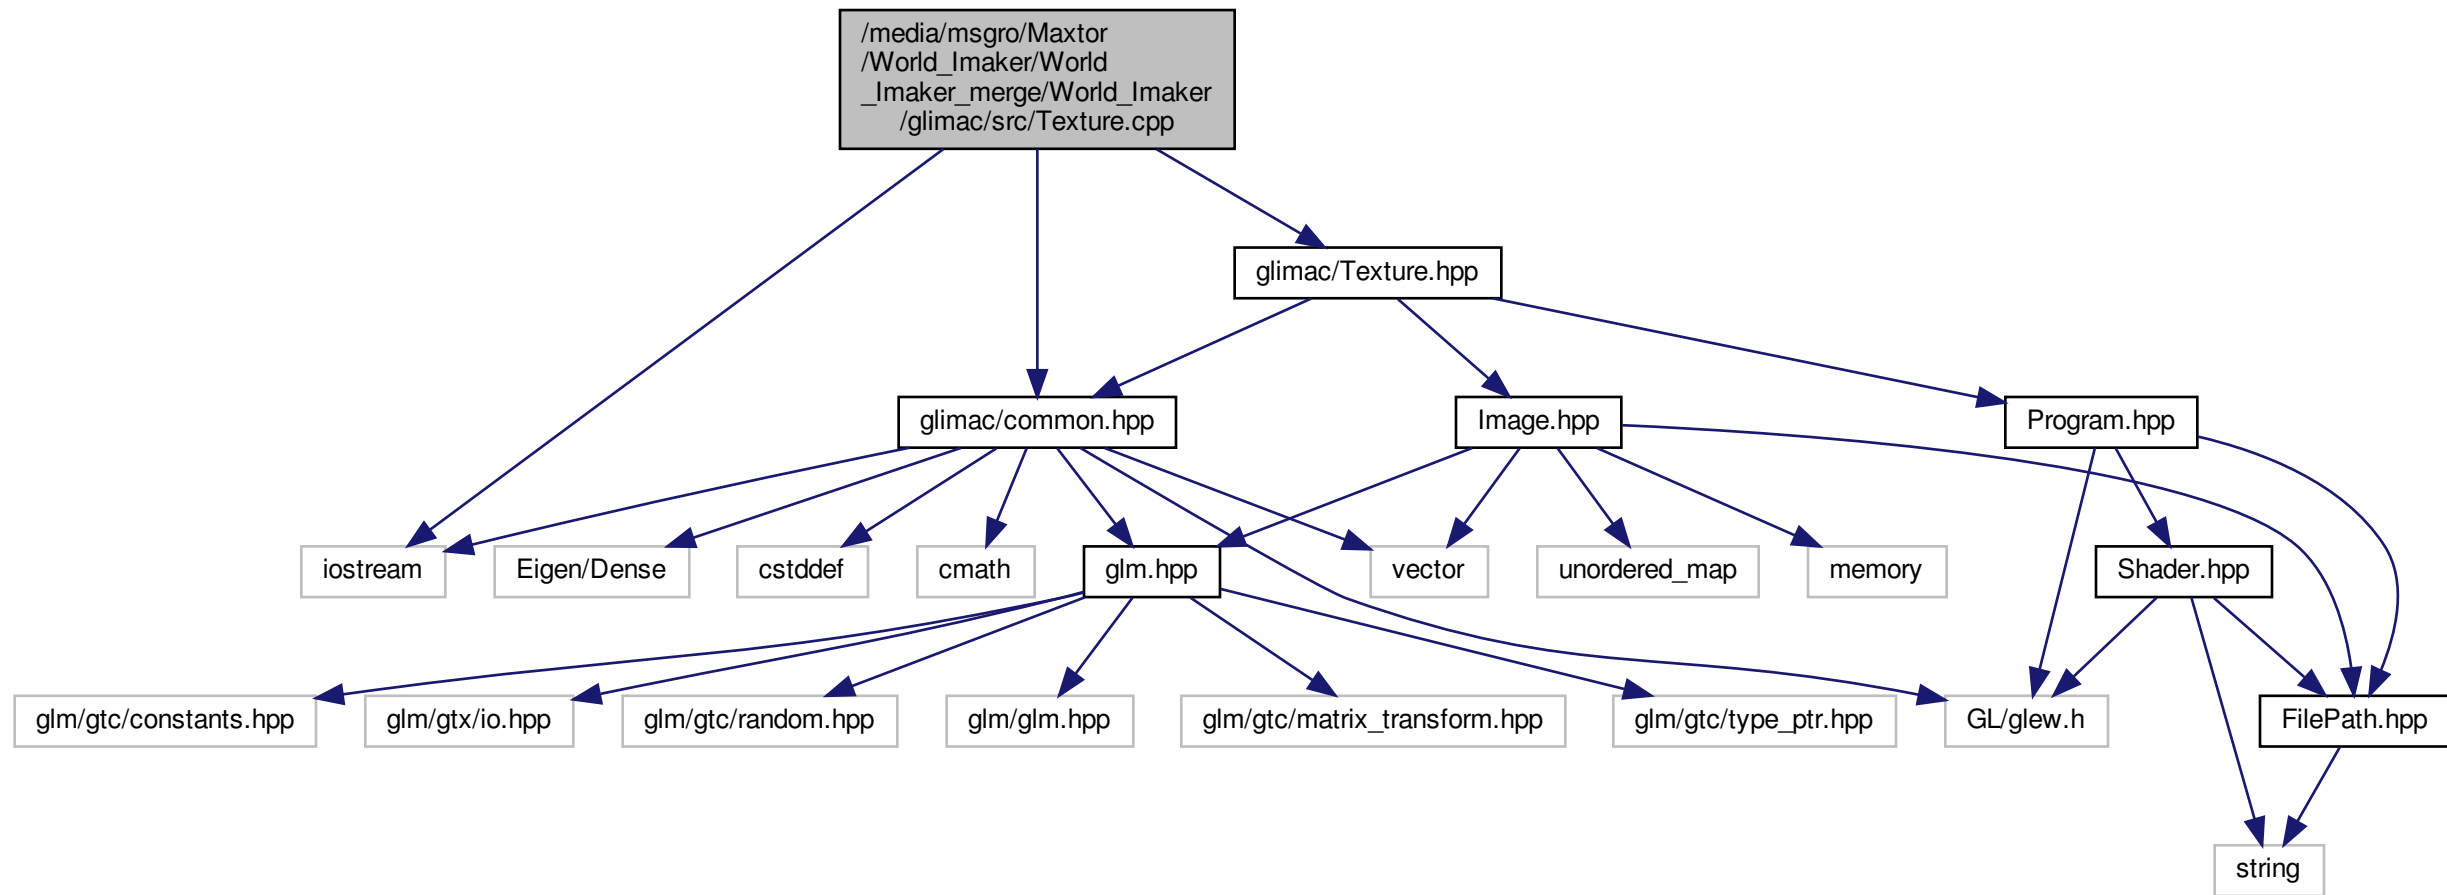 /media/msgro/Maxtor
/World_Imaker/World
_Imaker_merge/World_Imaker
/glimac/src/Texture.cpp
glimac/Texture.hpp
glimac/common.hpp
Image.hpp
Program.hpp
iostream
Eigen/Dense
cstddef
cmath
glm.hpp
vector
unordered_map
memory
Shader.hpp
glm/gtc/constants.hpp
glm/gtx/io.hpp
glm/gtc/random.hpp
glm/glm.hpp
glm/gtc/matrix_transform.hpp
glm/gtc/type_ptr.hpp
GL/glew.h
FilePath.hpp
string